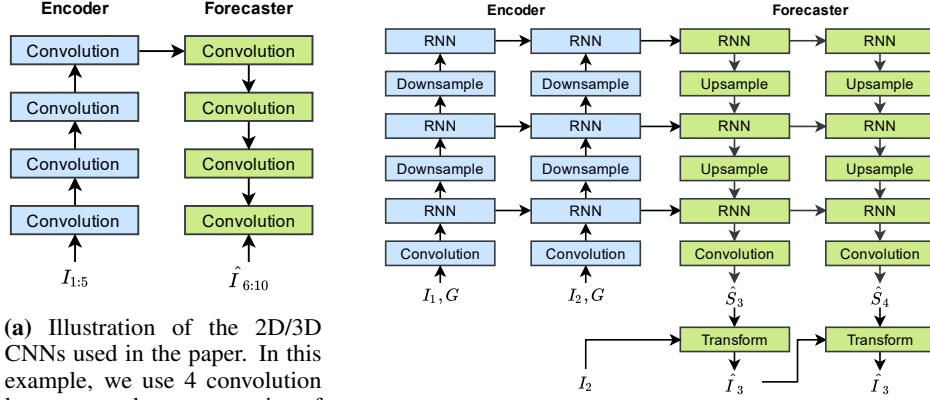 Encoder Forecaster
Convolution Convolution
Convolution Convolution
Convolution Convolution
Convolution Convolution
I₁:₅ Î₆:₁₀
(a) Illustration of the 2D/3D
CNNs used in the paper. In this
example, we use 4 convolution
Encoder Forecaster
RNN RNN RNN RNN
Downsample Downsample Upsample Upsample
RNN RNN RNN RNN
Downsample Downsample Upsample Upsample
RNN RNN RNN RNN
Convolution Convolution Convolution Convolution
I₁, G I₂, G Ŝ₃ Ŝ₄
Transform Transform
I₂ Î₃ Î₃